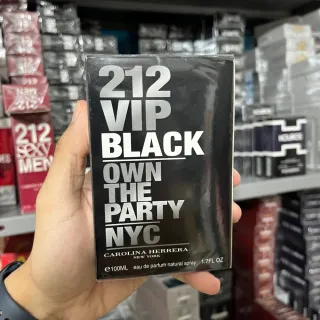 212
VIP
BLACK
OWN
THE
PARTY
NYC
CAROLINA HERRERA
NEW YORK
℮100ML eau de parfum natural spray 1.7FL OZ
212
SEXY
MEN